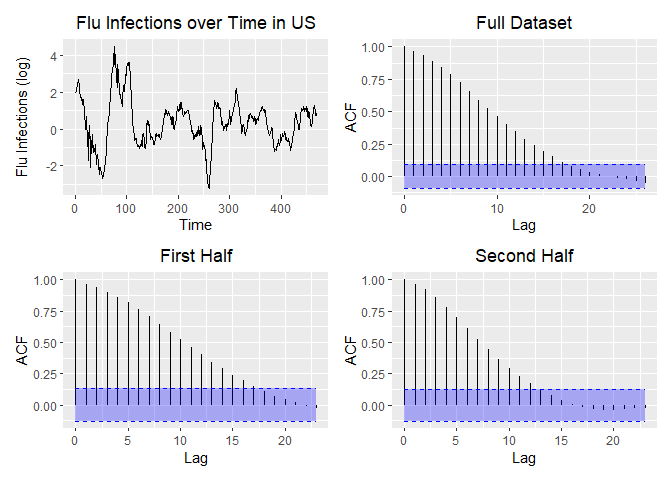 Flu Infections over Time in US
Flu Infections (log)
4
2
0
-2
0 100 200 300 400
Time
Full Dataset
ACF
1.00
0.75
0.50
0.25
0.00
0 20
Lag
First Half
ACF
1.00
0.75
0.50
0.25
0.00
0 5 10 15 20
Lag
Second Half
ACF
1.00
0.75
0.50
0.25
0.00
0 5 10 15 20
Lag